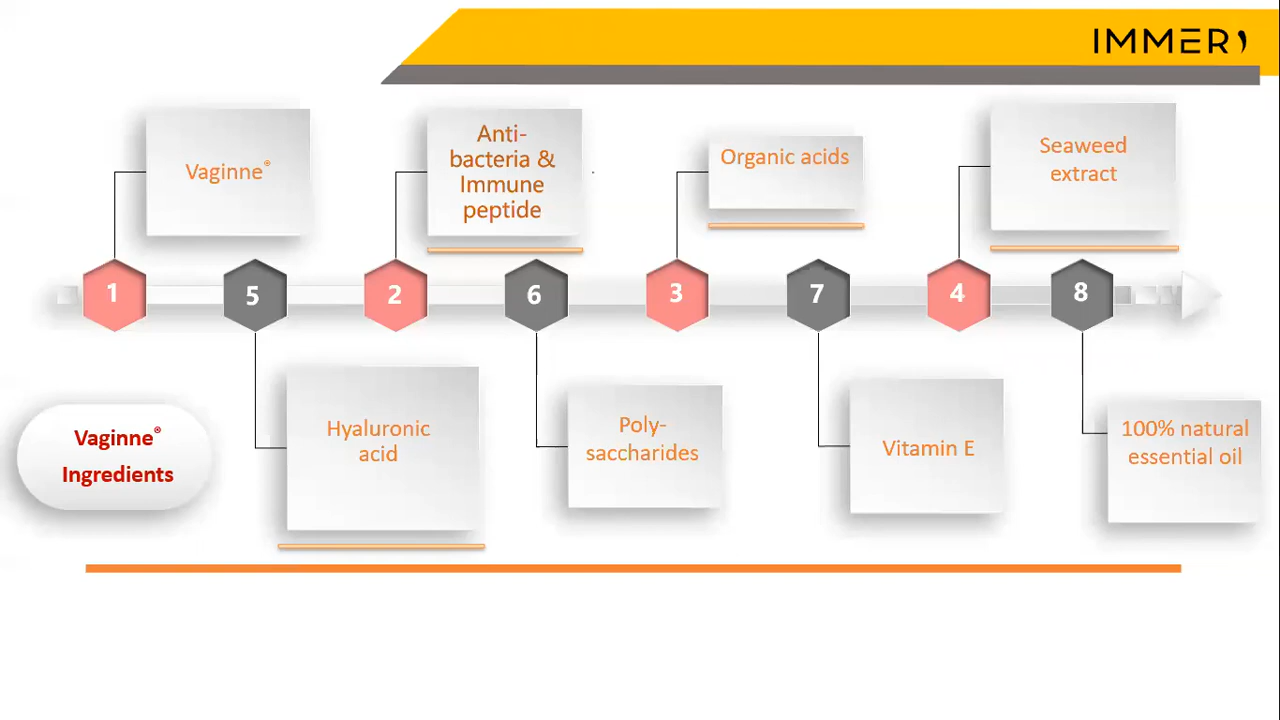 IMMERI
Vaginne®
Anti-
bacteria &
Immune
peptide
Organic acids
Seaweed
extract
1
5
2
6
3
7
4
8
Vaginne®
Ingredients
Hyaluronic
acid
Poly-
saccharides
Vitamin E
100% natural
essential oil